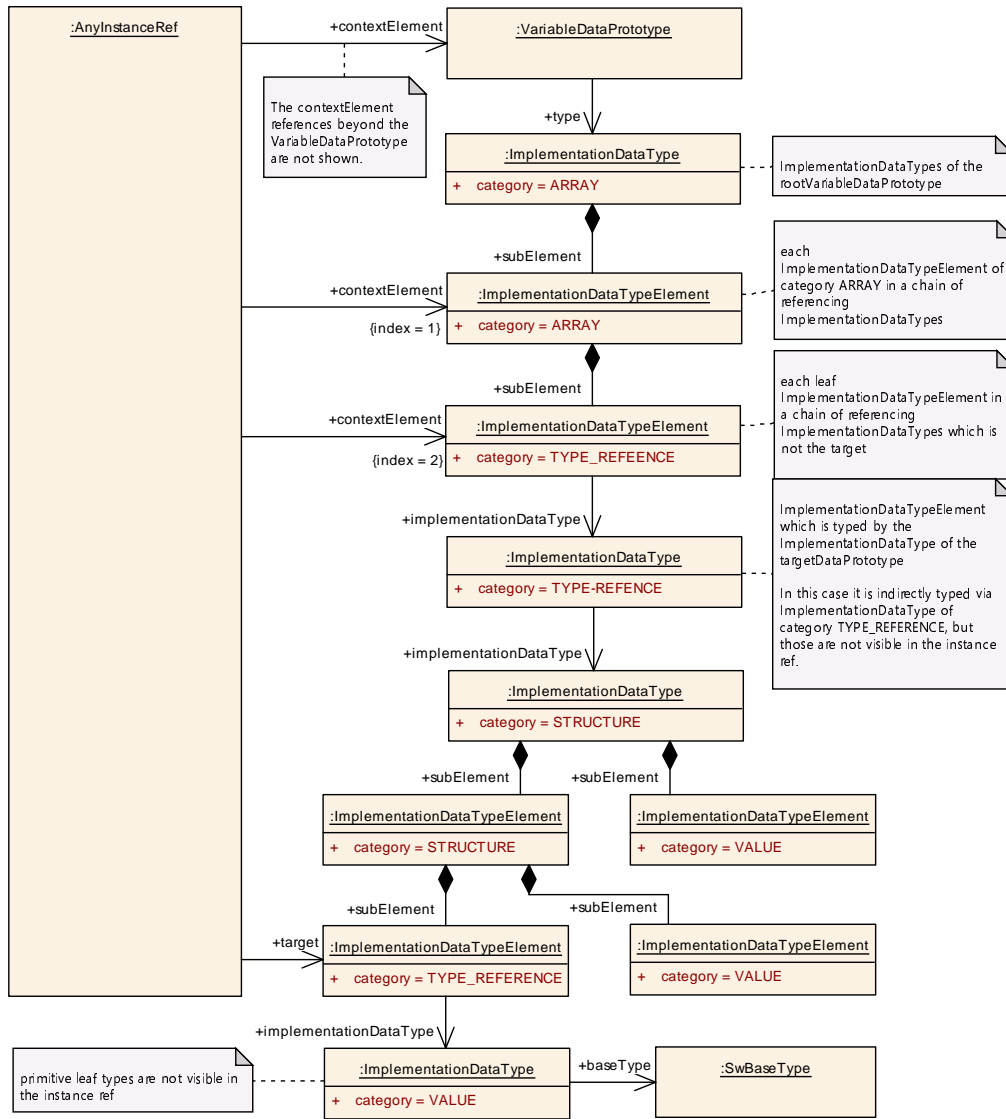 :AnyInstanceRef
+contextElement
:VariableDataPrototype
The contextElement
references beyond the
VariableDataPrototype
are not shown.
+type
:ImplementationDataType
+ category = ARRAY
ImplementationDataTypes of the
rootVariableDataPrototype
+subElement
each
ImplementationDataTypeElement of
category ARRAY in a chain of
referencing
ImplementationDataTypes
+contextElement
{index = 1}
:ImplementationDataTypeElement
+ category = ARRAY
+subElement
each leaf
ImplementationDataTypeElement in
a chain of referencing
ImplementationDataTypes which is
not the target
+contextElement
{index = 2}
:ImplementationDataTypeElement
+ category = TYPE_REFEENCE
+implementationDataType
ImplementationDataTypeElement
which is typed by the
ImplementationDataType of the
targetDataPrototype
In this case it is indirectly typed via
ImplementationDataType of
category TYPE_REFERENCE, but
those are not visible in the instance
ref.
:ImplementationDataType
+ category = TYPE-REFENCE
+implementationDataType
:ImplementationDataType
+ category = STRUCTURE
+subElement
+subElement
:ImplementationDataTypeElement
+ category = STRUCTURE
:ImplementationDataTypeElement
+ category = VALUE
+subElement
+subElement
+target
:ImplementationDataTypeElement
+ category = TYPE_REFERENCE
:ImplementationDataTypeElement
+ category = VALUE
+implementationDataType
primitive leaf types are not visible in
the instance ref
:ImplementationDataType
+ category = VALUE
+baseType
:SwBaseType